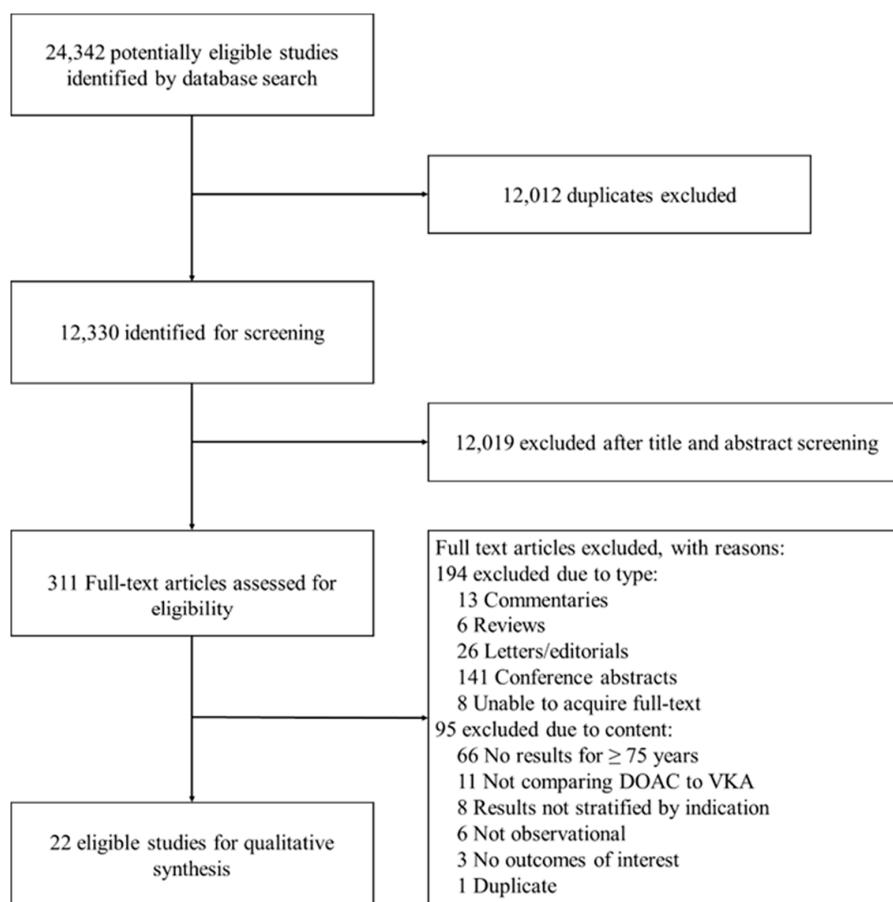 24,342 potentially eligible studies
identified by database search
12,012 duplicates excluded
12,330 identified for screening
12,019 excluded after title and abstract screening
311 Full-text articles assessed for
eligibility
Full text articles excluded, with reasons:
194 excluded due to type:
13 Commentaries
6 Reviews
26 Letters/editorials
141 Conference abstracts
8 Unable to acquire full-text
95 excluded due to content:
66 No results for ≥ 75 years
11 Not comparing DOAC to VKA
8 Results not stratified by indication
6 Not observational
3 No outcomes of interest
1 Duplicate
22 eligible studies for qualitative
synthesis